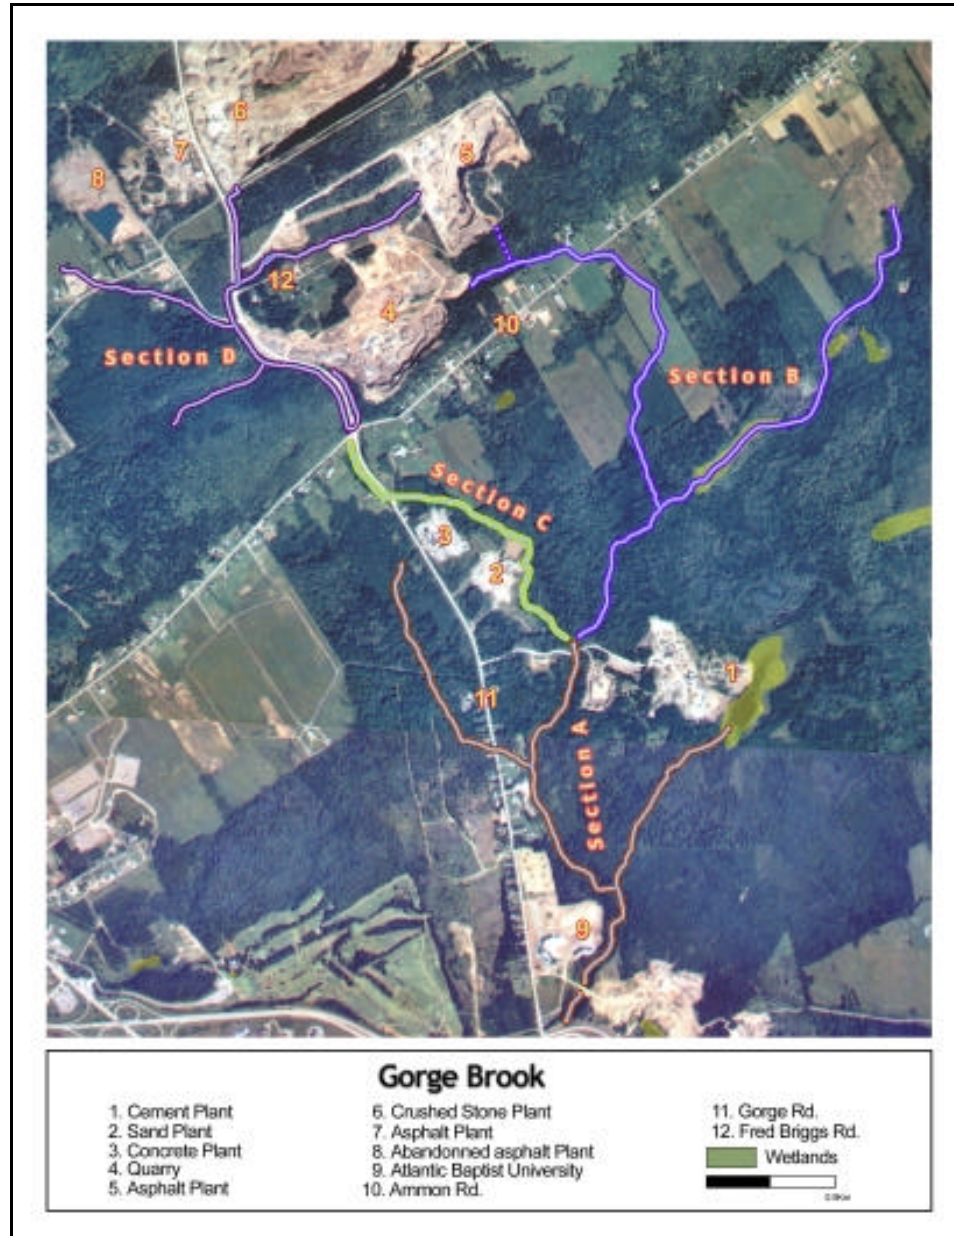 6
7
5
8
12
4
10
Section D
Section B
Section C
3
2
1
11
Section A
9
Gorge Brook
1. Cement Plant
2. Sand Plant
3. Concrete Plant
4. Quarry
5. Asphalt Plant
6. Crushed Stone Plant
7. Asphalt Plant
8. Abandonned asphalt Plant
9. Atlantic Baptist University
10. Ammon Rd.
11. Gorge Rd.
12. Fred Briggs Rd.
Wetlands